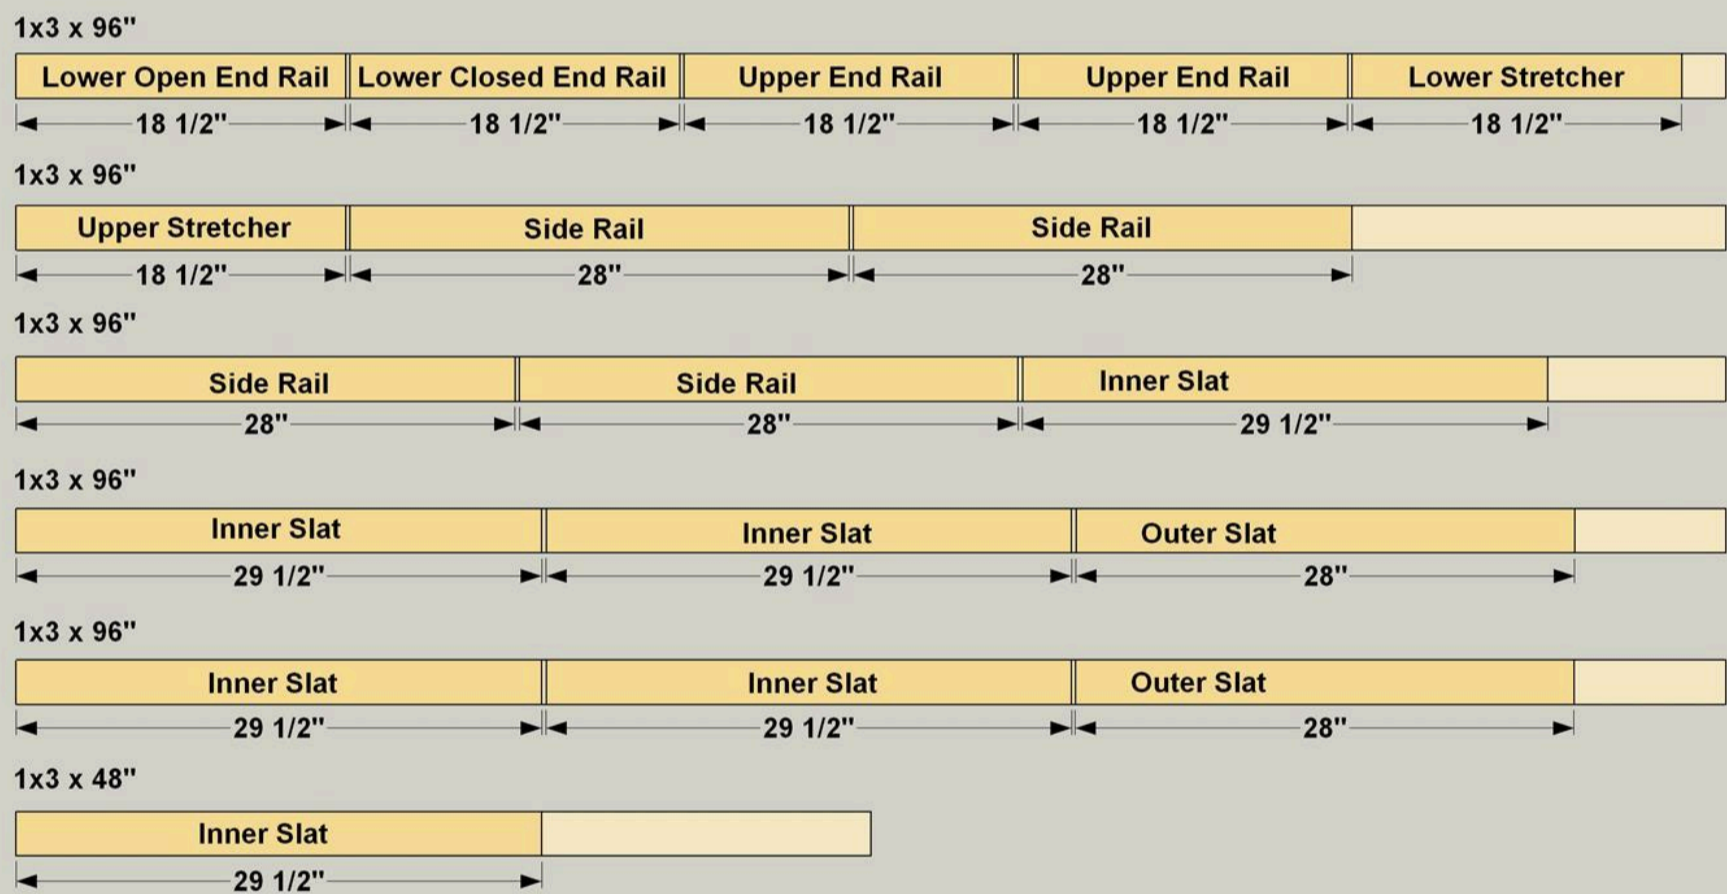 1x3 x 96"
Lower Open End Rail Lower Closed End Rail Upper End Rail Upper End Rail Lower Stretcher
18 1/2" 18 1/2" 18 1/2" 18 1/2" 18 1/2"
1x3 x 96"
Upper Stretcher Side Rail Side Rail
18 1/2" 28" 28"
1x3 x 96"
Side Rail Side Rail Inner Slat
28" 28" 29 1/2"
1x3 x 96"
Inner Slat Inner Slat Outer Slat
29 1/2" 29 1/2" 28"
1x3 x 96"
Inner Slat Inner Slat Outer Slat
29 1/2" 29 1/2" 28"
1x3 x 48"
Inner Slat
29 1/2"